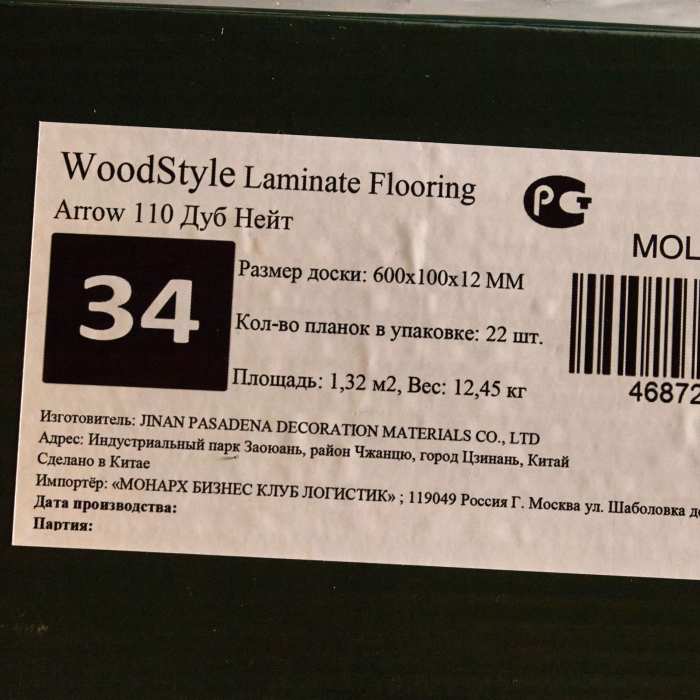 WoodStyle Laminate Flooring
Arrow 110 Дуб Нейт
РСТ
MOL
34
Размер доски: 600х100х12 ММ
Кол-во планок в упаковке: 22 шт.
Площадь: 1,32 м2, Вес: 12,45 кг
46872
Изготовитель: JINAN PASADENA DECORATION MATERIALS CO., LTD
Адрес: Индустриальный парк Заоюань, район Чжанцю, город Цзинань, Китай
Сделано в Китае
Импортёр: «МОНАРХ БИЗНЕС КЛУБ ЛОГИСТИК» ; 119049 Россия Г. Москва ул. Шаболовка
Дата производства:
Партия: